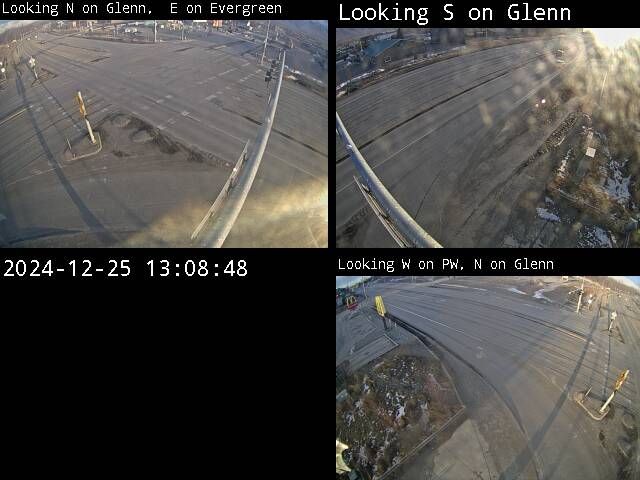 Looking N on Glenn,  E on Evergreen
Looking S on Glenn
2024-12-25 13:08:48
Looking W on PW, N on Glenn